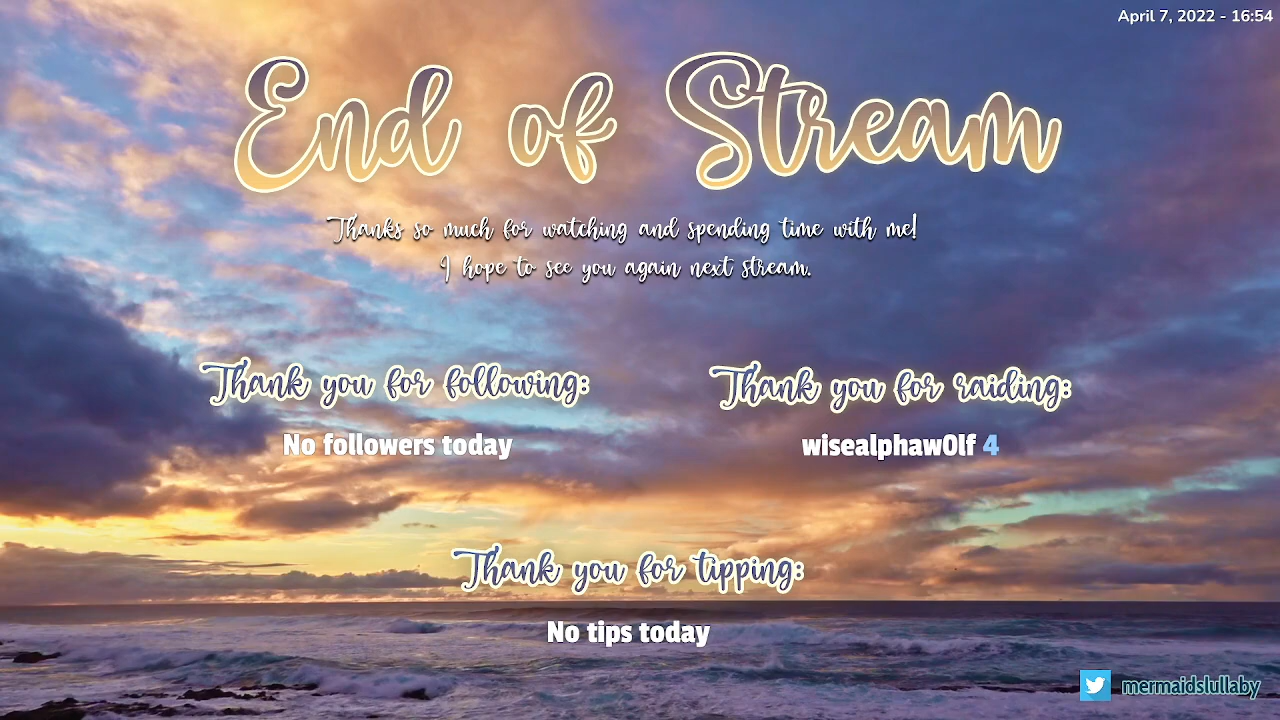 April 7, 2022 - 16:54
End of Stream
Thanks so much for watching and spending time with me!
I hope to see you again next stream.
Thank you for following:
No followers today
Thank you for raiding:
wisealphaw0lf 4
Thank you for tipping:
No tips today
mermaidslullaby